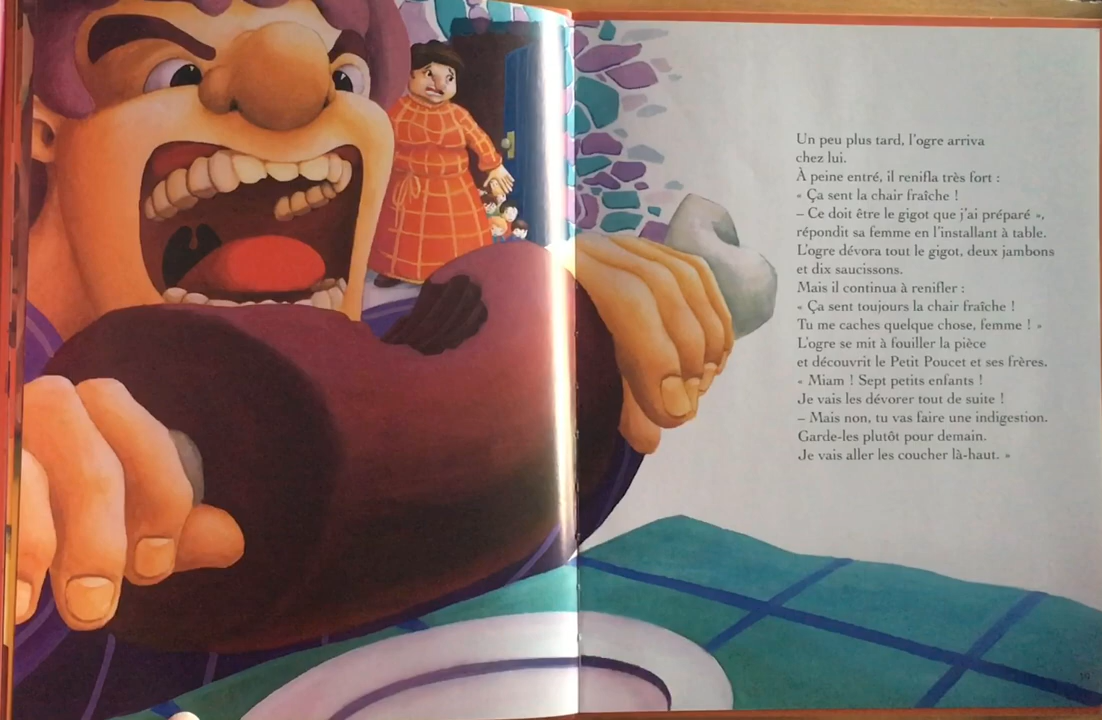 Un peu plus tard, l'ogre arriva
chez lui.
À peine entré, il renifla très fort :
« Ça sent la chair fraîche !
– Ce doit être le gigot que j'ai préparé »,
répondit sa femme en l'installant à table.
L'ogre dévora tout le gigot, deux jambons
et dix saucissons.
Mais il continua à renifler :
« Ça sent toujours la chair fraîche !
Tu me caches quelque chose, femme ! »
L'ogre se mit à fouiller la pièce
et découvrit le Petit Poucet et ses frères.
« Miam ! Sept petits enfants !
Je vais les dévorer tout de suite !
– Mais non, tu vas faire une indigestion.
Garde-les plutôt pour demain.
Je vais aller les coucher là-haut. »